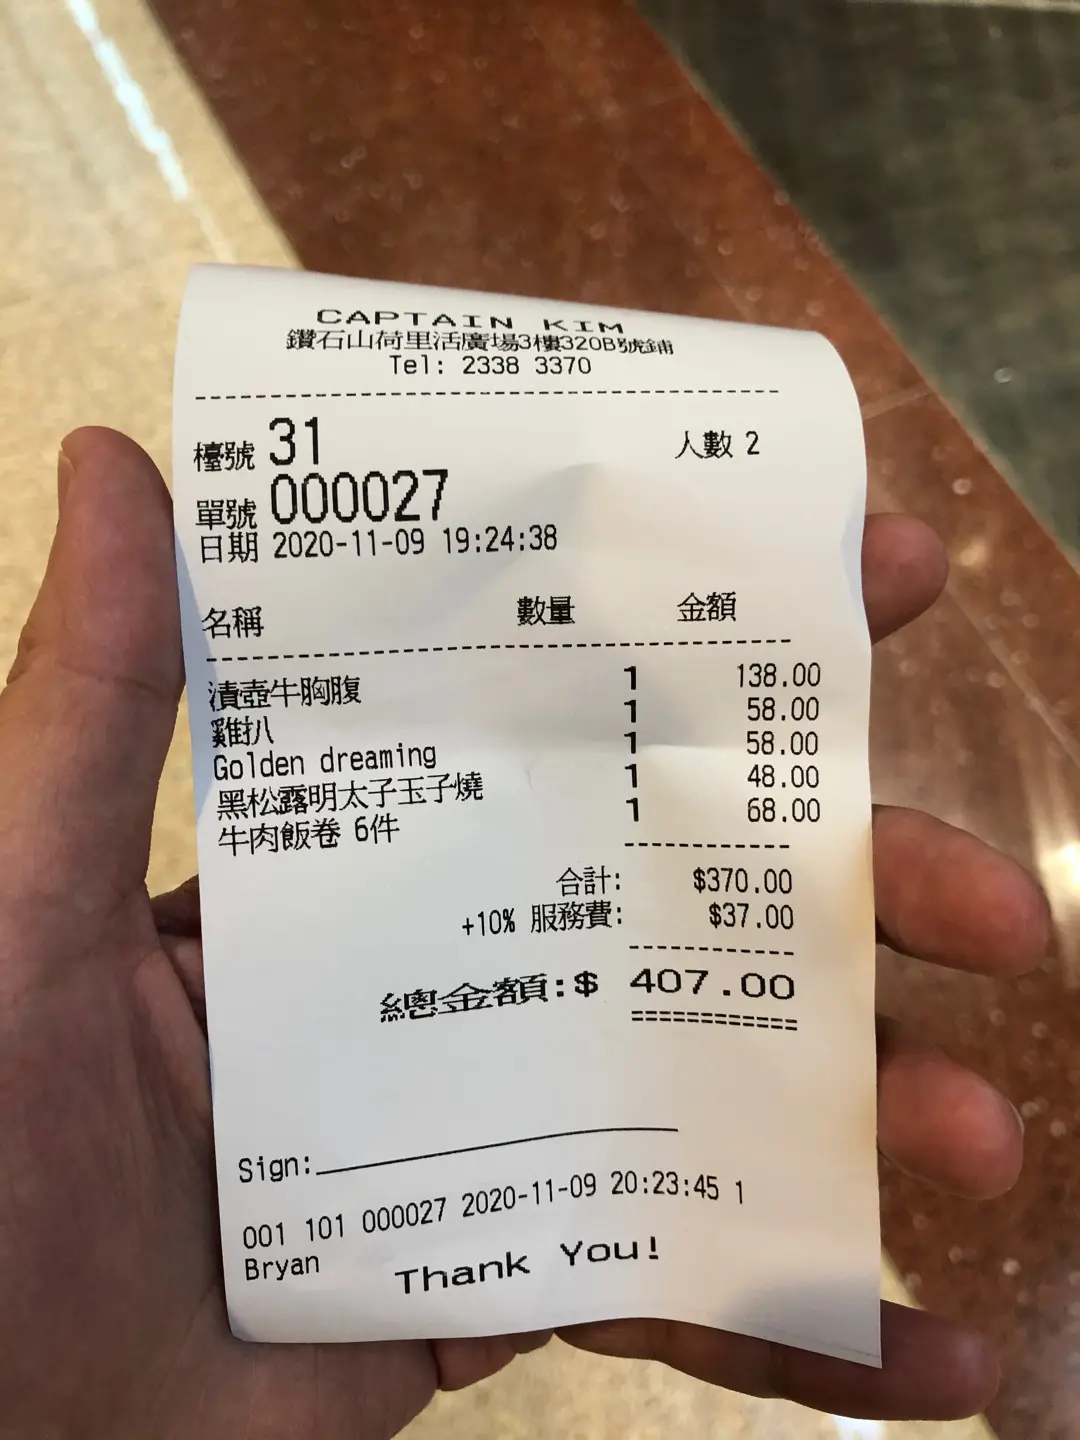 CAPTAIN KIM
鑽石山荷里活廣場3樓320B號鋪
Tel: 2338 3370
檯號 31 人數 2
單號 000027
日期 2020-11-09 19:24:38
名稱 數量 金額
漬壺牛胸腹 1 138.00
雞扒 1 58.00
Golden dreaming 1 58.00
黑松露明太子玉子燒 1 48.00
牛肉飯卷 6件 1 68.00
合計: $370.00
+10% 服務費: $37.00
總金額:$ 407.00
Sign:
001 101 000027 2020-11-09 20:23:45 1
Bryan
Thank You!